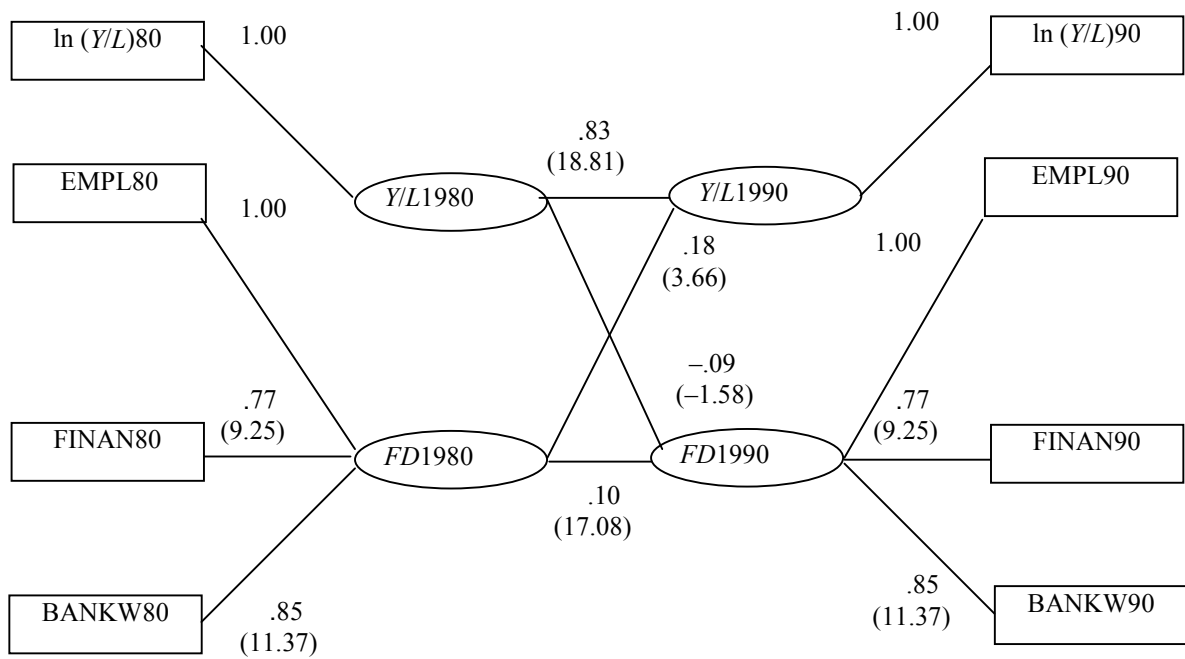 ln (Y/L)80
1.00
1.00
ln (Y/L)90
EMPL80
1.00
.83
(18.81)
EMPL90
1.00
Y/L1980
Y/L1990
.18
(3.66)
–.09
(–1.58)
FINAN80
.77
(9.25)
FD1980
FD1990
.77
(9.25)
FINAN90
.10
(17.08)
BANKW80
.85
(11.37)
.85
(11.37)
BANKW90